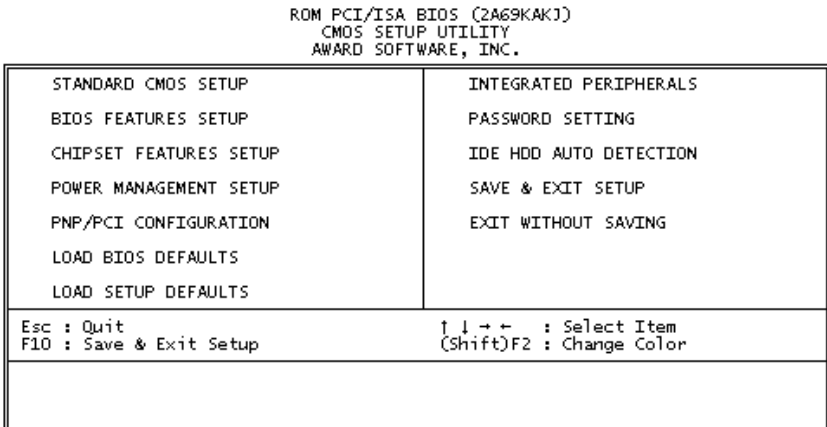 ROM PCI/ISA BIOS (2A69KAKJ)
CMOS SETUP UTILITY
AWARD SOFTWARE, INC.
STANDARD CMOS SETUP
BIOS FEATURES SETUP
CHIPSET FEATURES SETUP
POWER MANAGEMENT SETUP
PNP/PCI CONFIGURATION
LOAD BIOS DEFAULTS
LOAD SETUP DEFAULTS
INTEGRATED PERIPHERALS
PASSWORD SETTING
IDE HDD AUTO DETECTION
SAVE & EXIT SETUP
EXIT WITHOUT SAVING
Esc : Quit
F10 : Save & Exit Setup
↑ ↓ → ← : Select Item
(Shift)F2 : Change Color